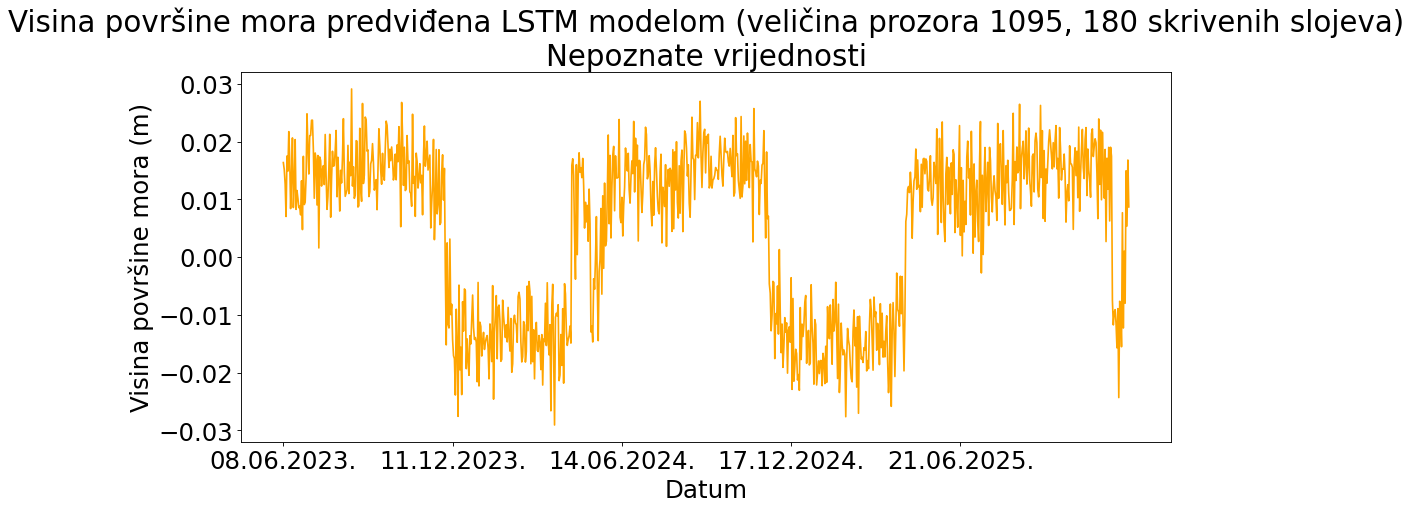 Visina površine mora predviđena LSTM modelom (veličina prozora 1095, 180 skrivenih slojeva)
Nepoznate vrijednosti
Visina površine mora (m)
0.03
0.02
0.01
0.00
−0.01
−0.02
−0.03
08.06.2023. 11.12.2023. 14.06.2024. 17.12.2024. 21.06.2025.
Datum